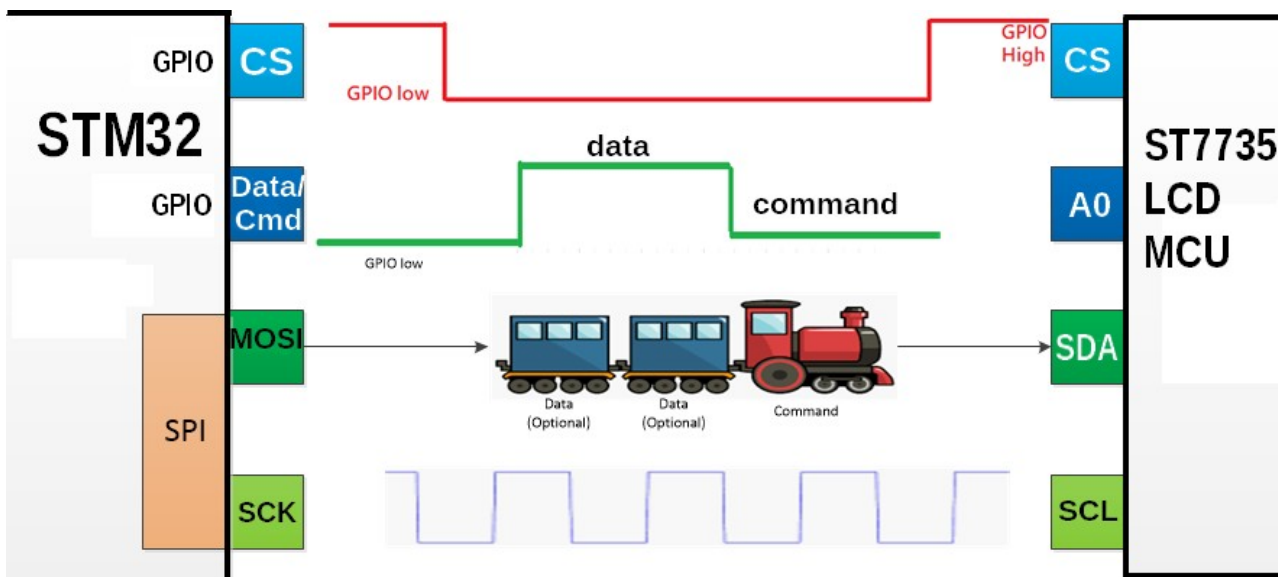 GPIO
CS
GPIO low
GPIO
High
CS
STM32
data
ST7735
LCD
MCU
GPIO
Data/
Cmd
command
A0
GPIO low
MOSI
SDA
SPI
Data
(Optional)
Data
(Optional)
Command
SCK
SCL